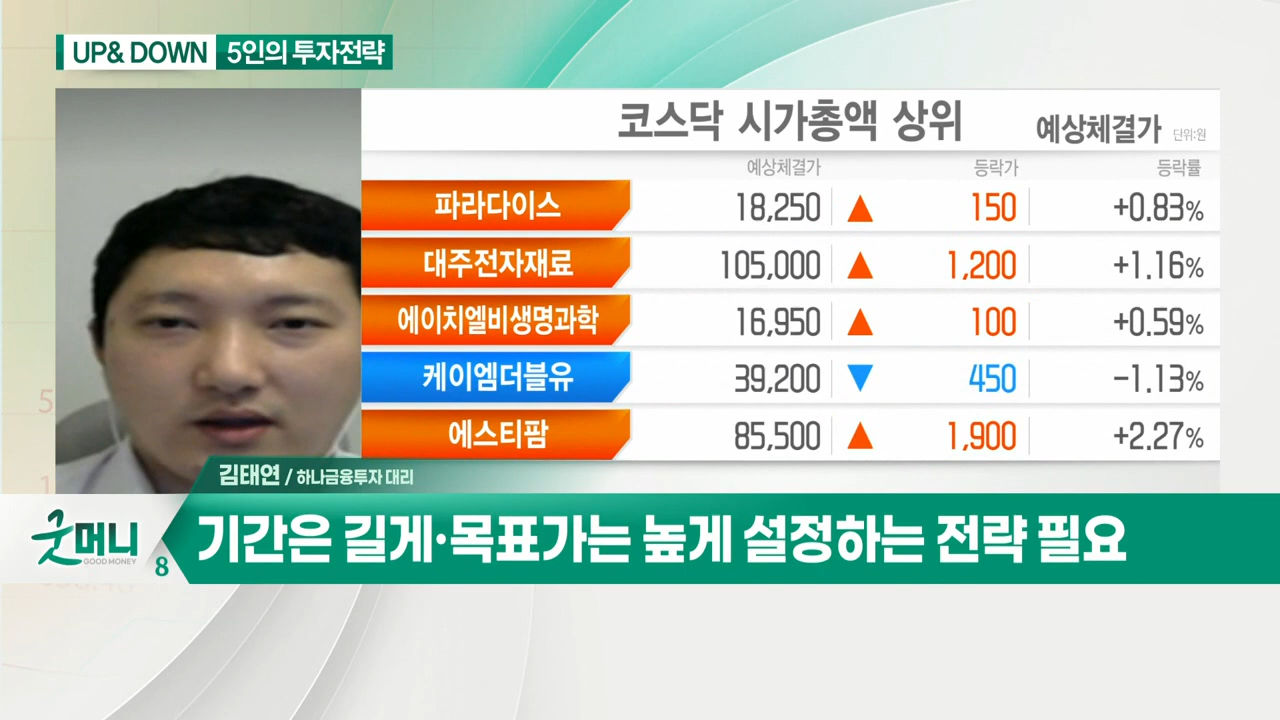 UP& DOWN 5인의 투자전략
코스닥 시가총액 상위 예상체결가 단위:원
예상체결가 등락가 등락률
파라다이스 18,250 ▲ 150 +0.83%
대주전자재료 105,000 ▲ 1,200 +1.16%
에이치엘비생명과학 16,950 ▲ 100 +0.59%
케이엠더블유 39,200 ▼ 450 -1.13%
에스티팜 85,500 ▲ 1,900 +2.27%
김태연 / 하나금융투자 대리
굿머니
GOOD MONEY
8
기간은 길게·목표가는 높게 설정하는 전략 필요